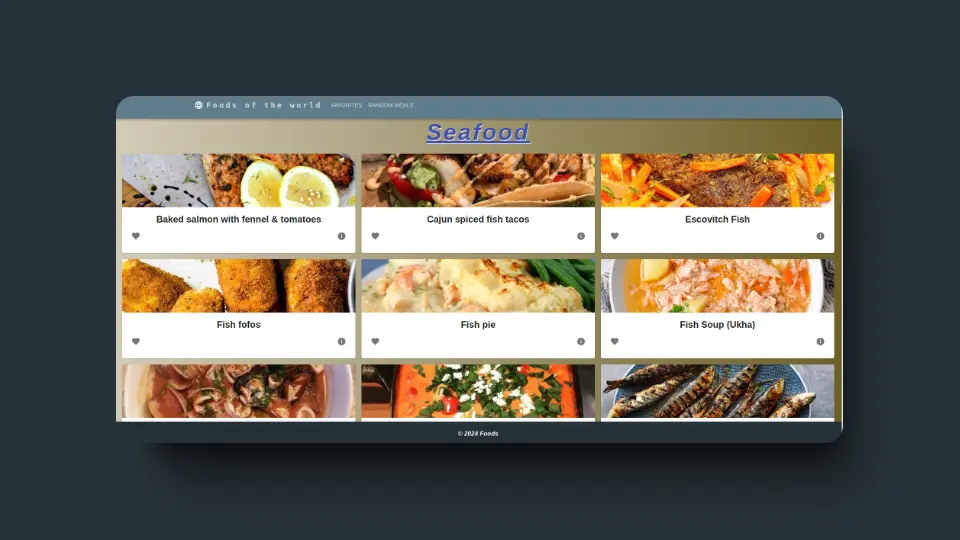 Foods of the world FAVORITES RANDOM MEALS
Seafood
Baked salmon with fennel & tomatoes
Cajun spiced fish tacos
Escovitch Fish
Fish fofos
Fish pie
Fish Soup (Ukha)
© 2024 Foods